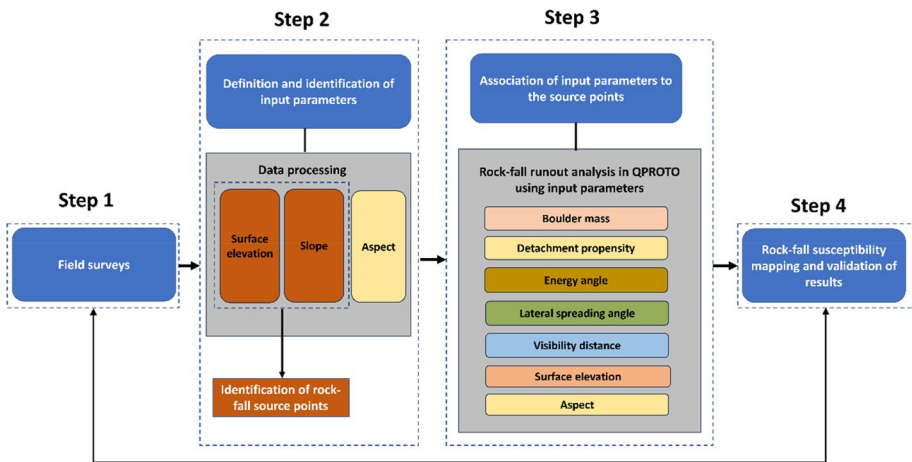 Step 1
Field surveys
Step 2
Definition and identification of
input parameters
Data processing
Surface
elevation
Slope
Aspect
Identification of rock-
fall source points
Step 3
Association of input parameters to
the source points
Rock-fall runout analysis in QPROTO
using input parameters
Boulder mass
Detachment propensity
Energy angle
Lateral spreading angle
Visibility distance
Surface elevation
Aspect
Step 4
Rock-fall susceptibility
mapping and validation of
results